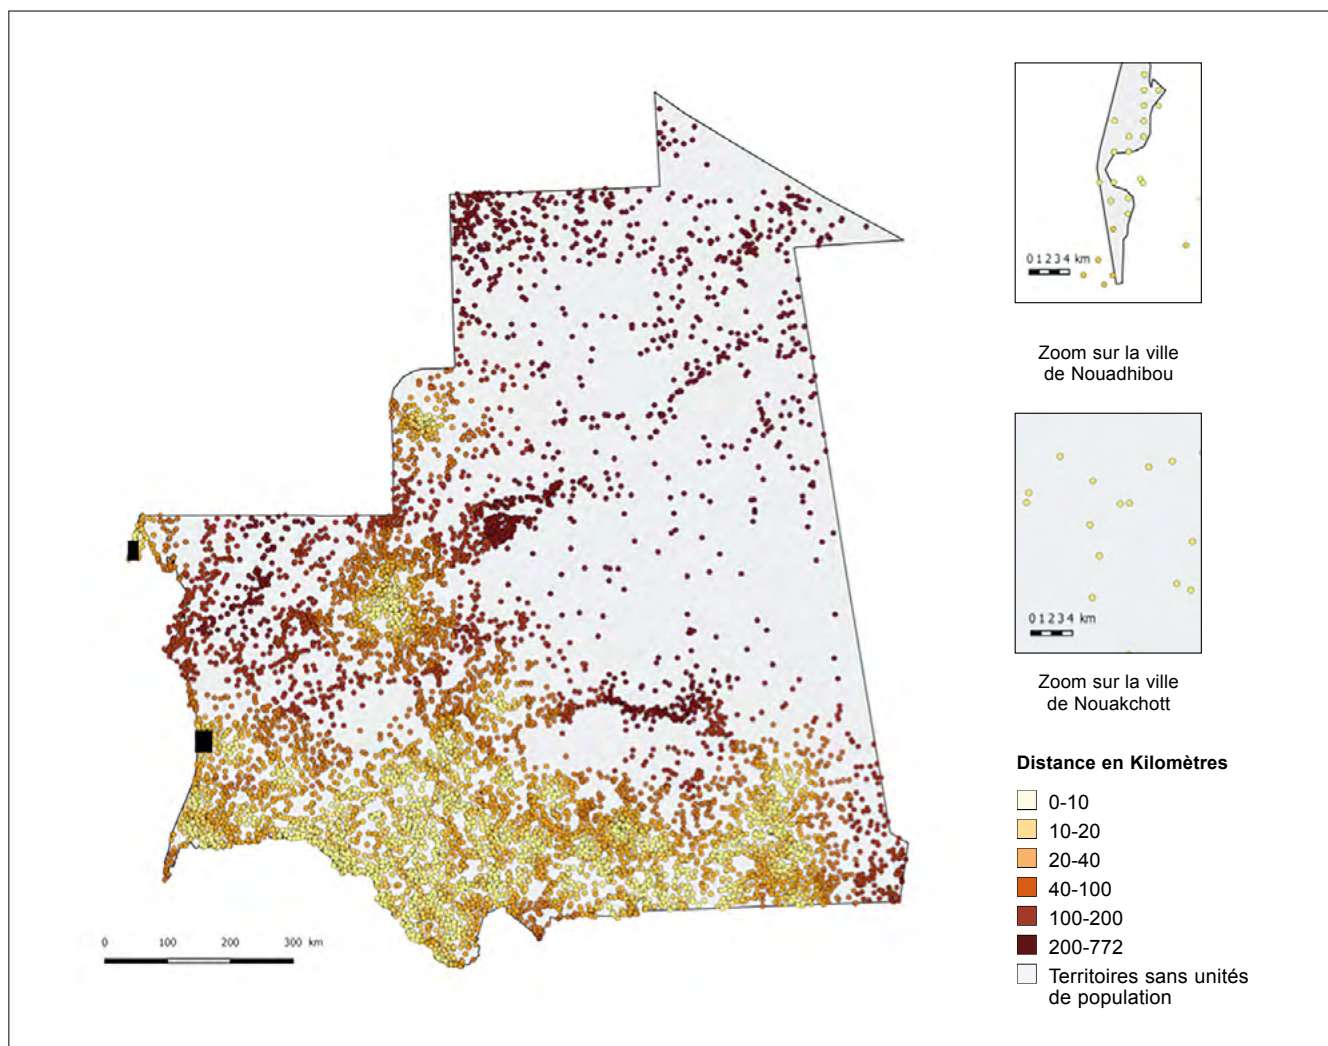 0 1 2 3 4 km
Zoom sur la ville
de Nouadhibou
0 1 2 3 4 km
Zoom sur la ville
de Nouakchott
Distance en Kilomètres
0-10
10-20
20-40
40-100
100-200
200-772
Territoires sans unités
de population
0 100 200 300 km